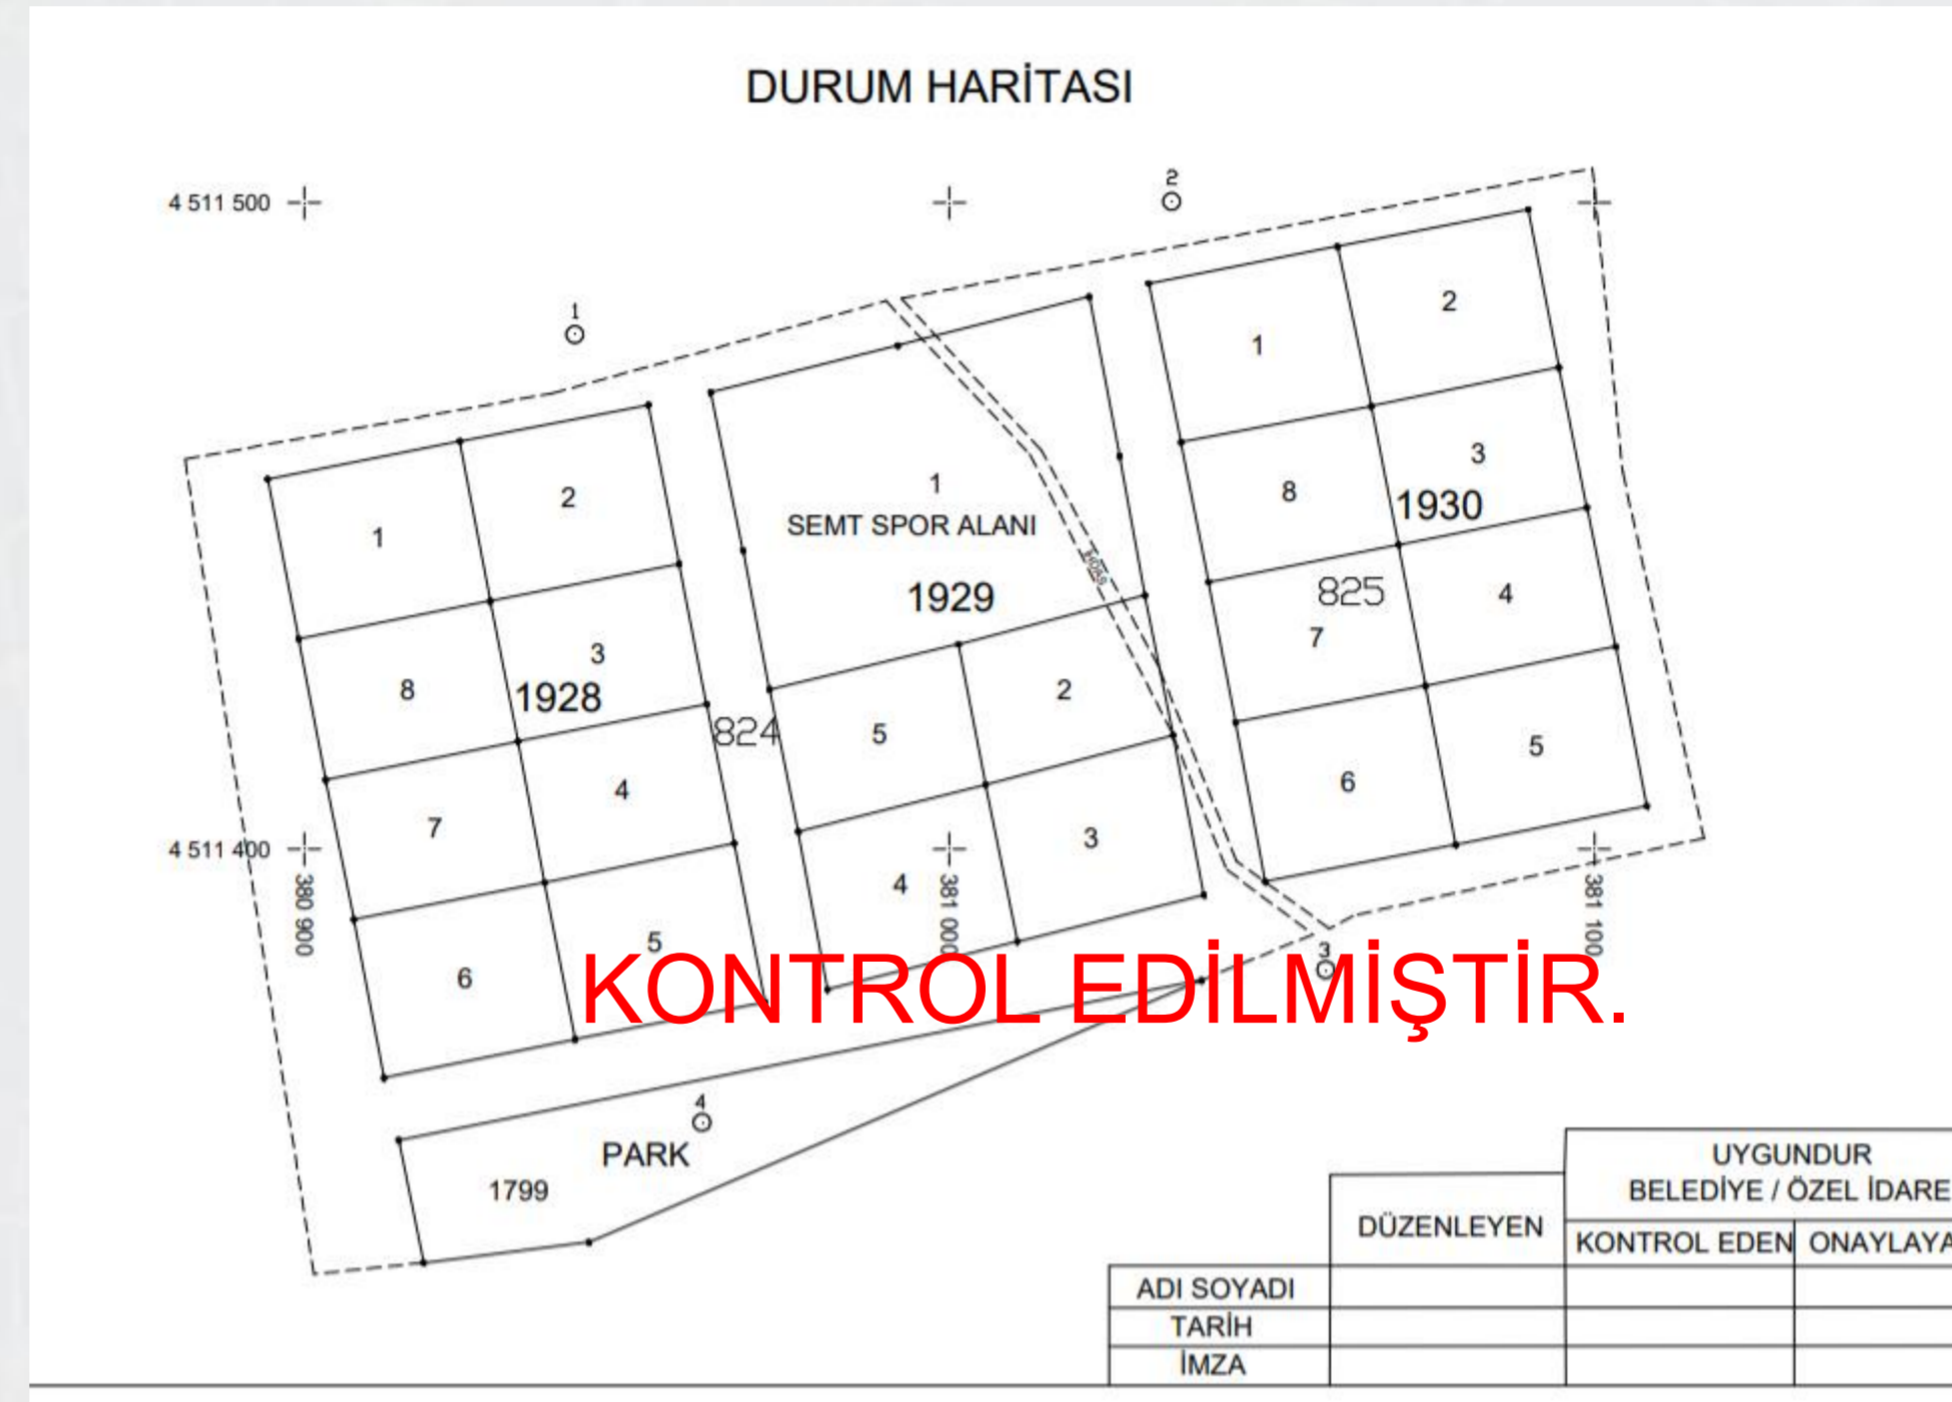 DURUM HARİTASI
4 511 500
1
2
1
2
8
3
1928
7
4
6
5
824
1
SEMT SPOR ALANI
1929
5
2
4
3
1
2
8
3
1930
825
7
4
6
5
4 511 400
380 900
381 000
381 100
3
KONTROL EDİLMİŞTİR.
4
PARK
1799
UYGUNDUR
BELEDİYE / ÖZEL İDARE
DÜZENLEYEN
KONTROL EDEN
ONAYLAYA
ADI SOYADI
TARİH
İMZA